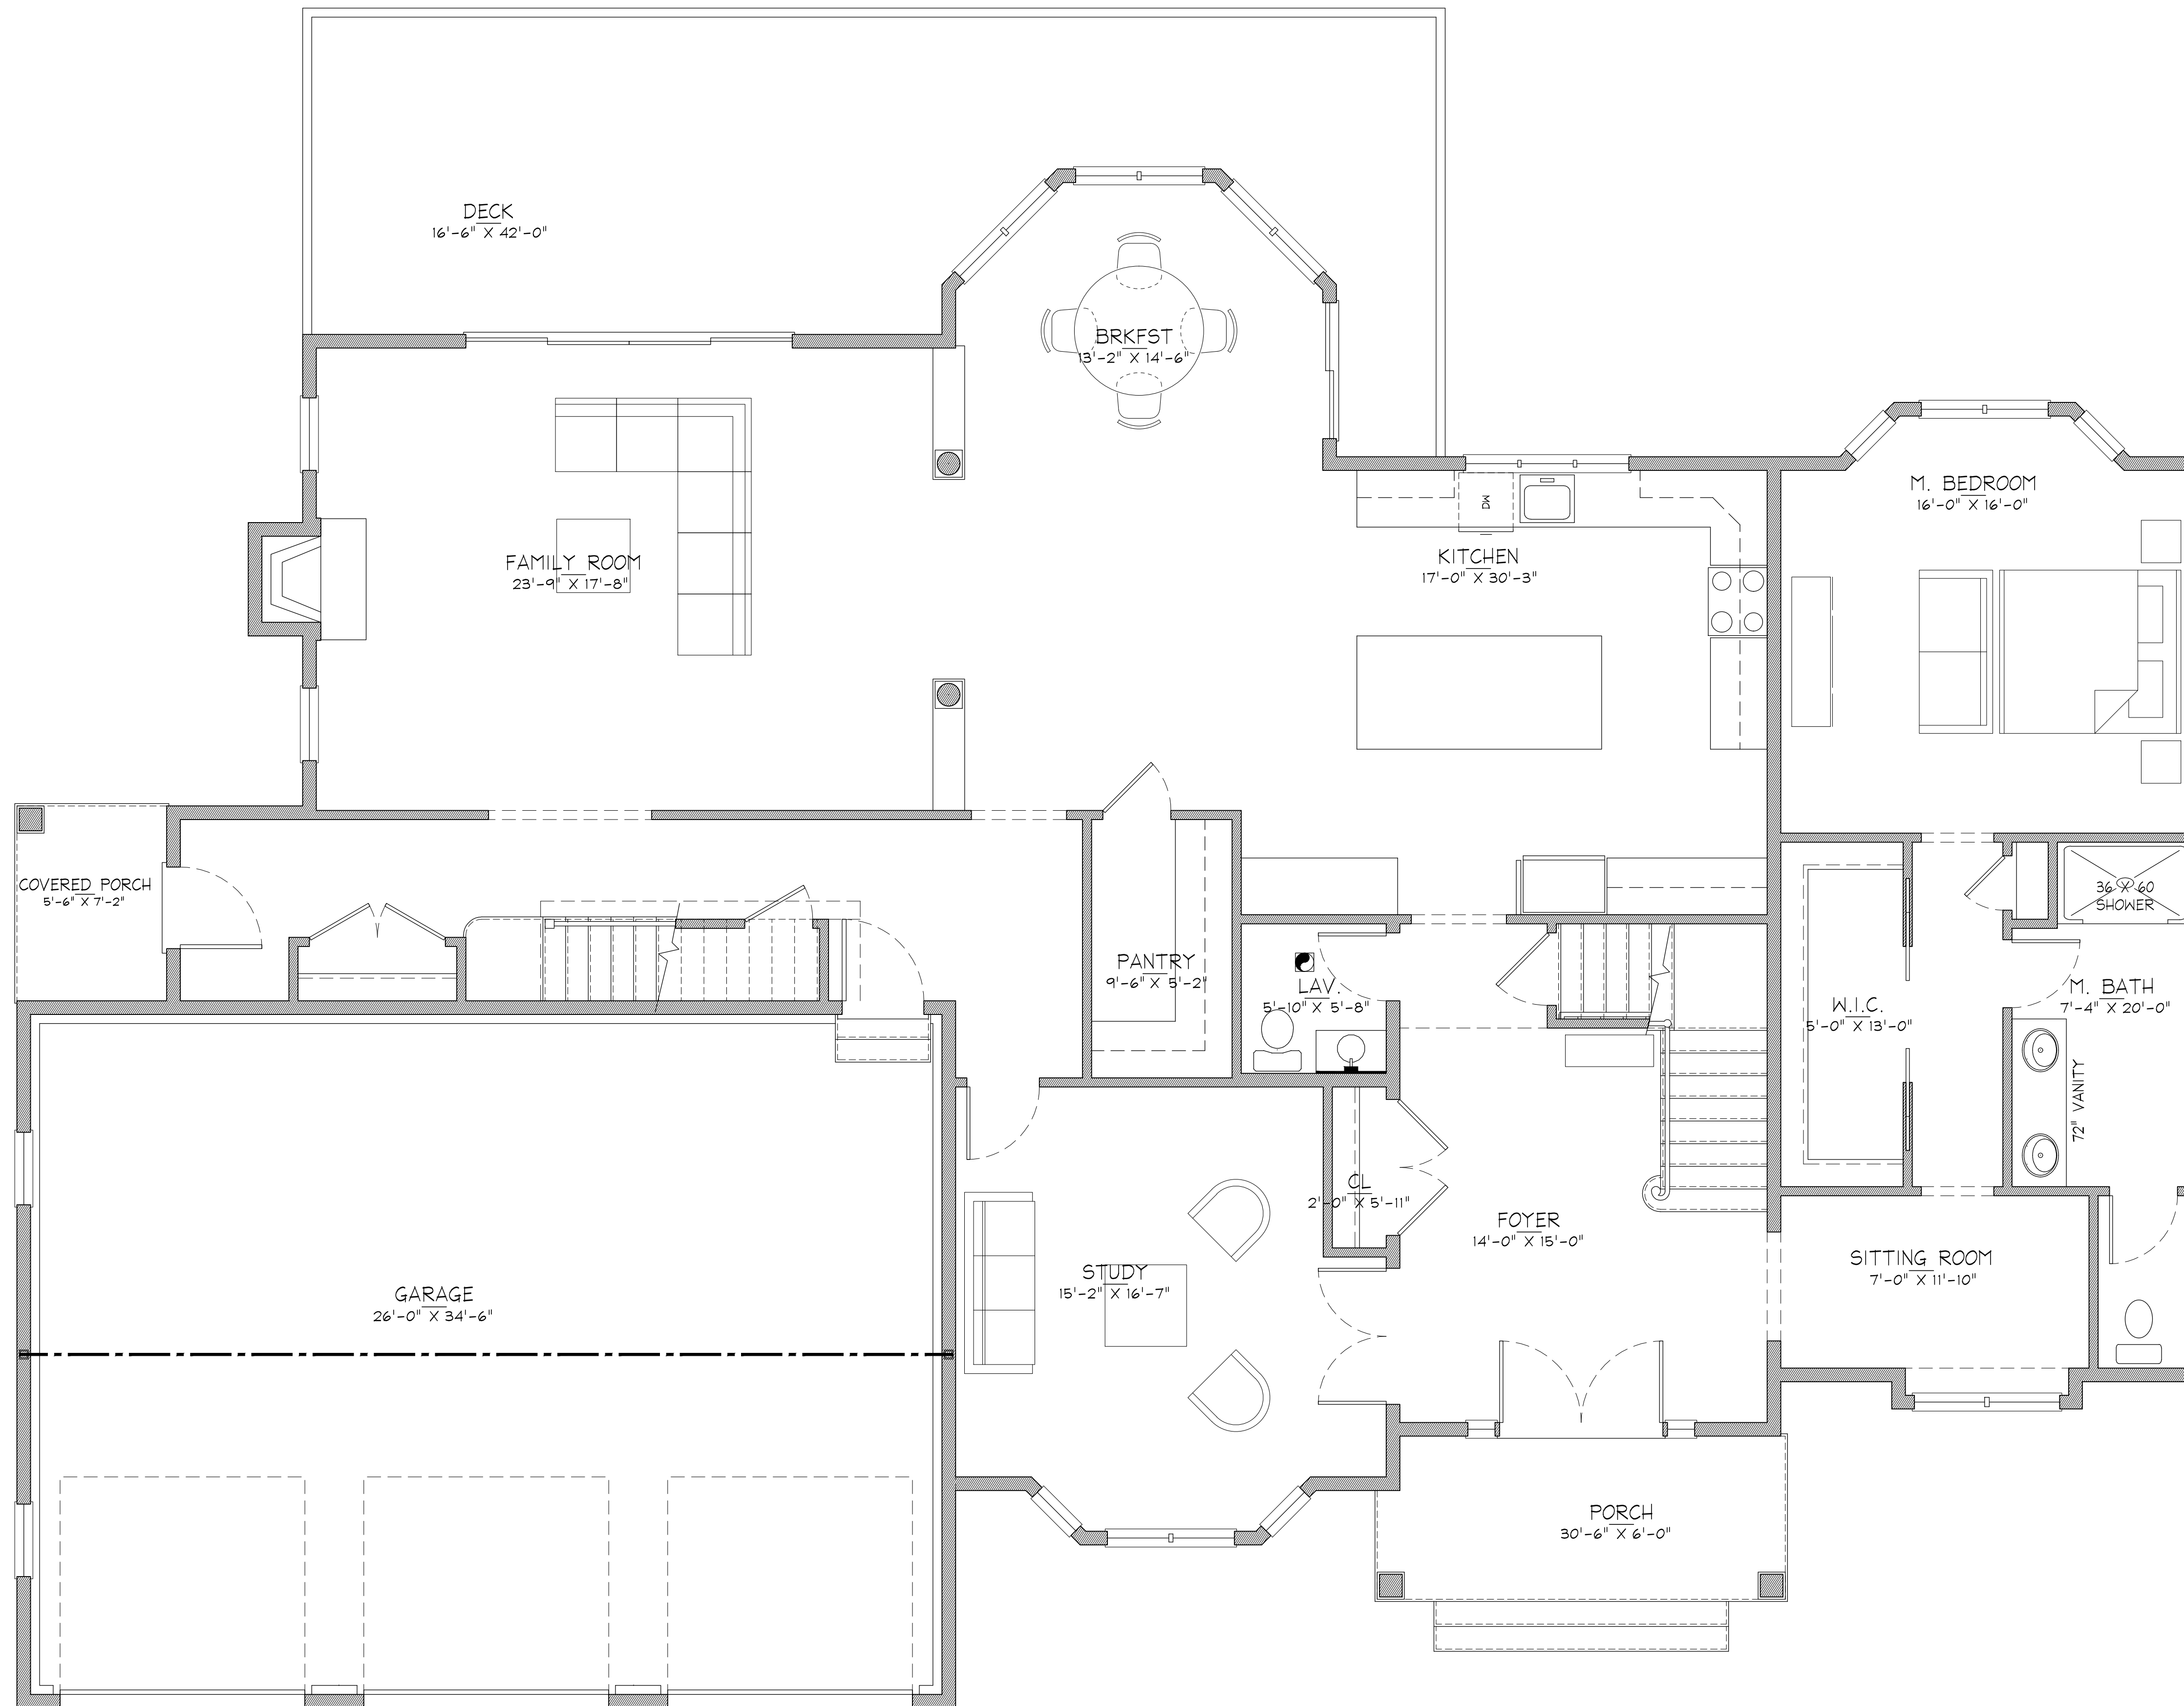 DECK
16'-6" X 42'-0"
BRKFST
13'-2" X 14'-6"
M. BEDROOM
16'-0" X 16'-0"
DW
KITCHEN
17'-0" X 30'-3"
FAMILY ROOM
23'-9" X 17'-8"
COVERED PORCH
5'-6" X 7'-2"
36 X 60
SHOWER
PANTRY
9'-6" X 5'-2"
LAV.
5'-10" X 5'-8"
W.I.C.
5'-0" X 13'-0"
M. BATH
7'-4" X 20'-0"
72" VANITY
CL
2'-0" X 5'-11"
FOYER
14'-0" X 15'-0"
SITTING ROOM
7'-0" X 11'-10"
STUDY
15'-2" X 16'-7"
GARAGE
26'-0" X 34'-6"
PORCH
30'-6" X 6'-0"